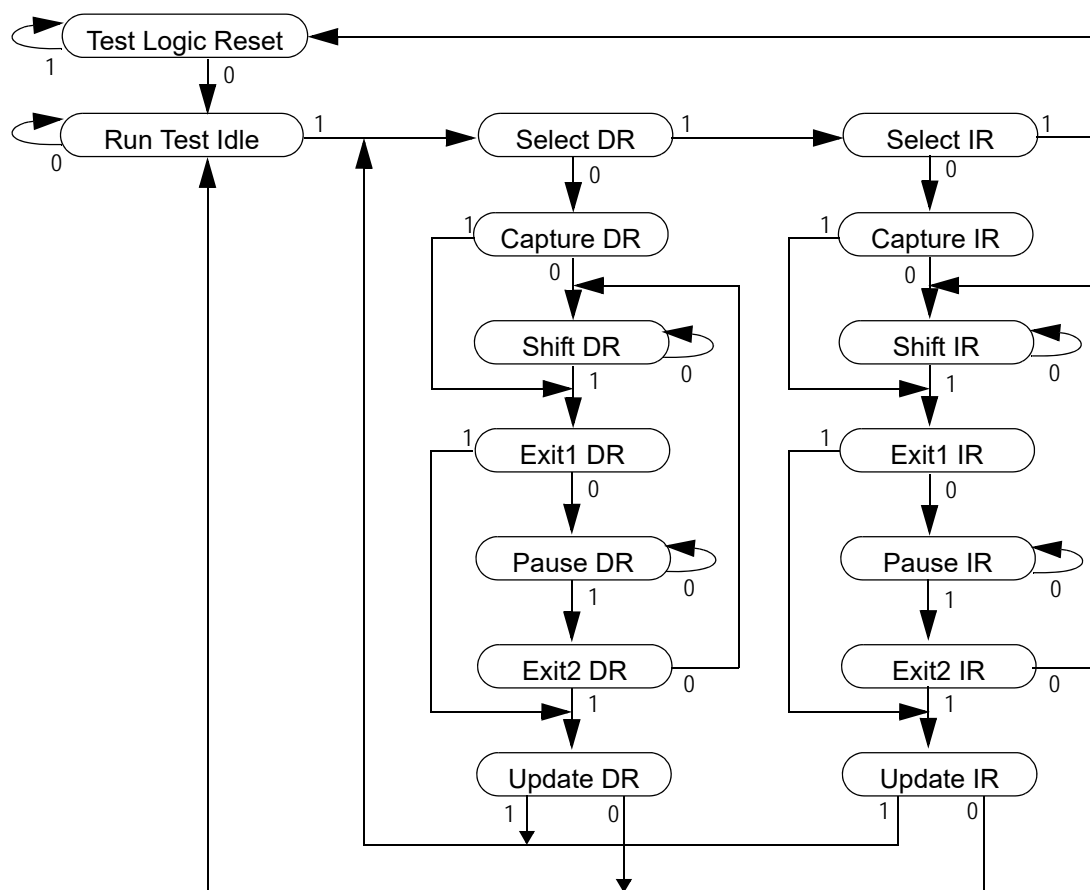 Test Logic Reset
1
0
Run Test Idle
1
Select DR
1
Select IR
1
0
0
0
1
Capture DR
1
Capture IR
0
0
Shift DR
Shift IR
0
0
1
1
1
Exit1 DR
1
Exit1 IR
0
0
Pause DR
Pause IR
0
0
1
1
Exit2 DR
Exit2 IR
0
0
1
1
Update DR
Update IR
1
0
1
0